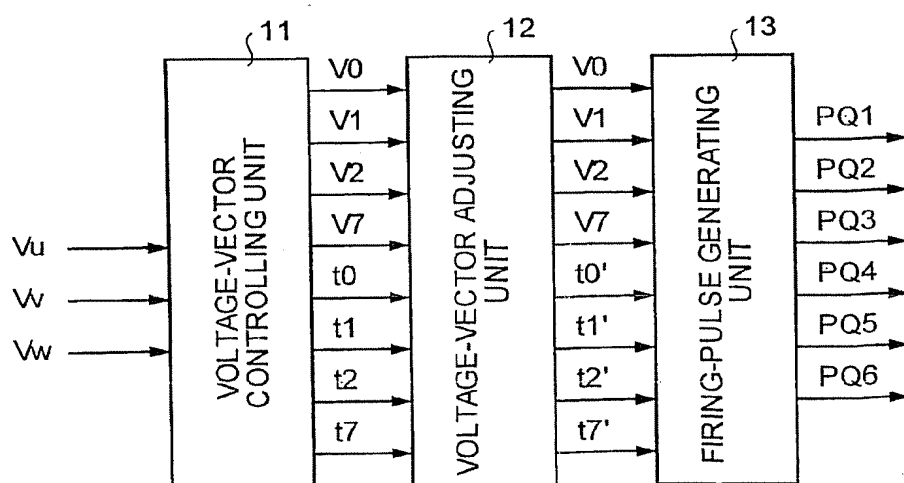 11
12
13
Vu
Vv
Vw
VOLTAGE-VECTOR
CONTROLLING UNIT
V0
V1
V2
V7
t0
t1
t2
t7
VOLTAGE-VECTOR ADJUSTING
UNIT
V0
V1
V2
V7
t0'
t1'
t2'
t7'
FIRING-PULSE GENERATING
UNIT
PQ1
PQ2
PQ3
PQ4
PQ5
PQ6